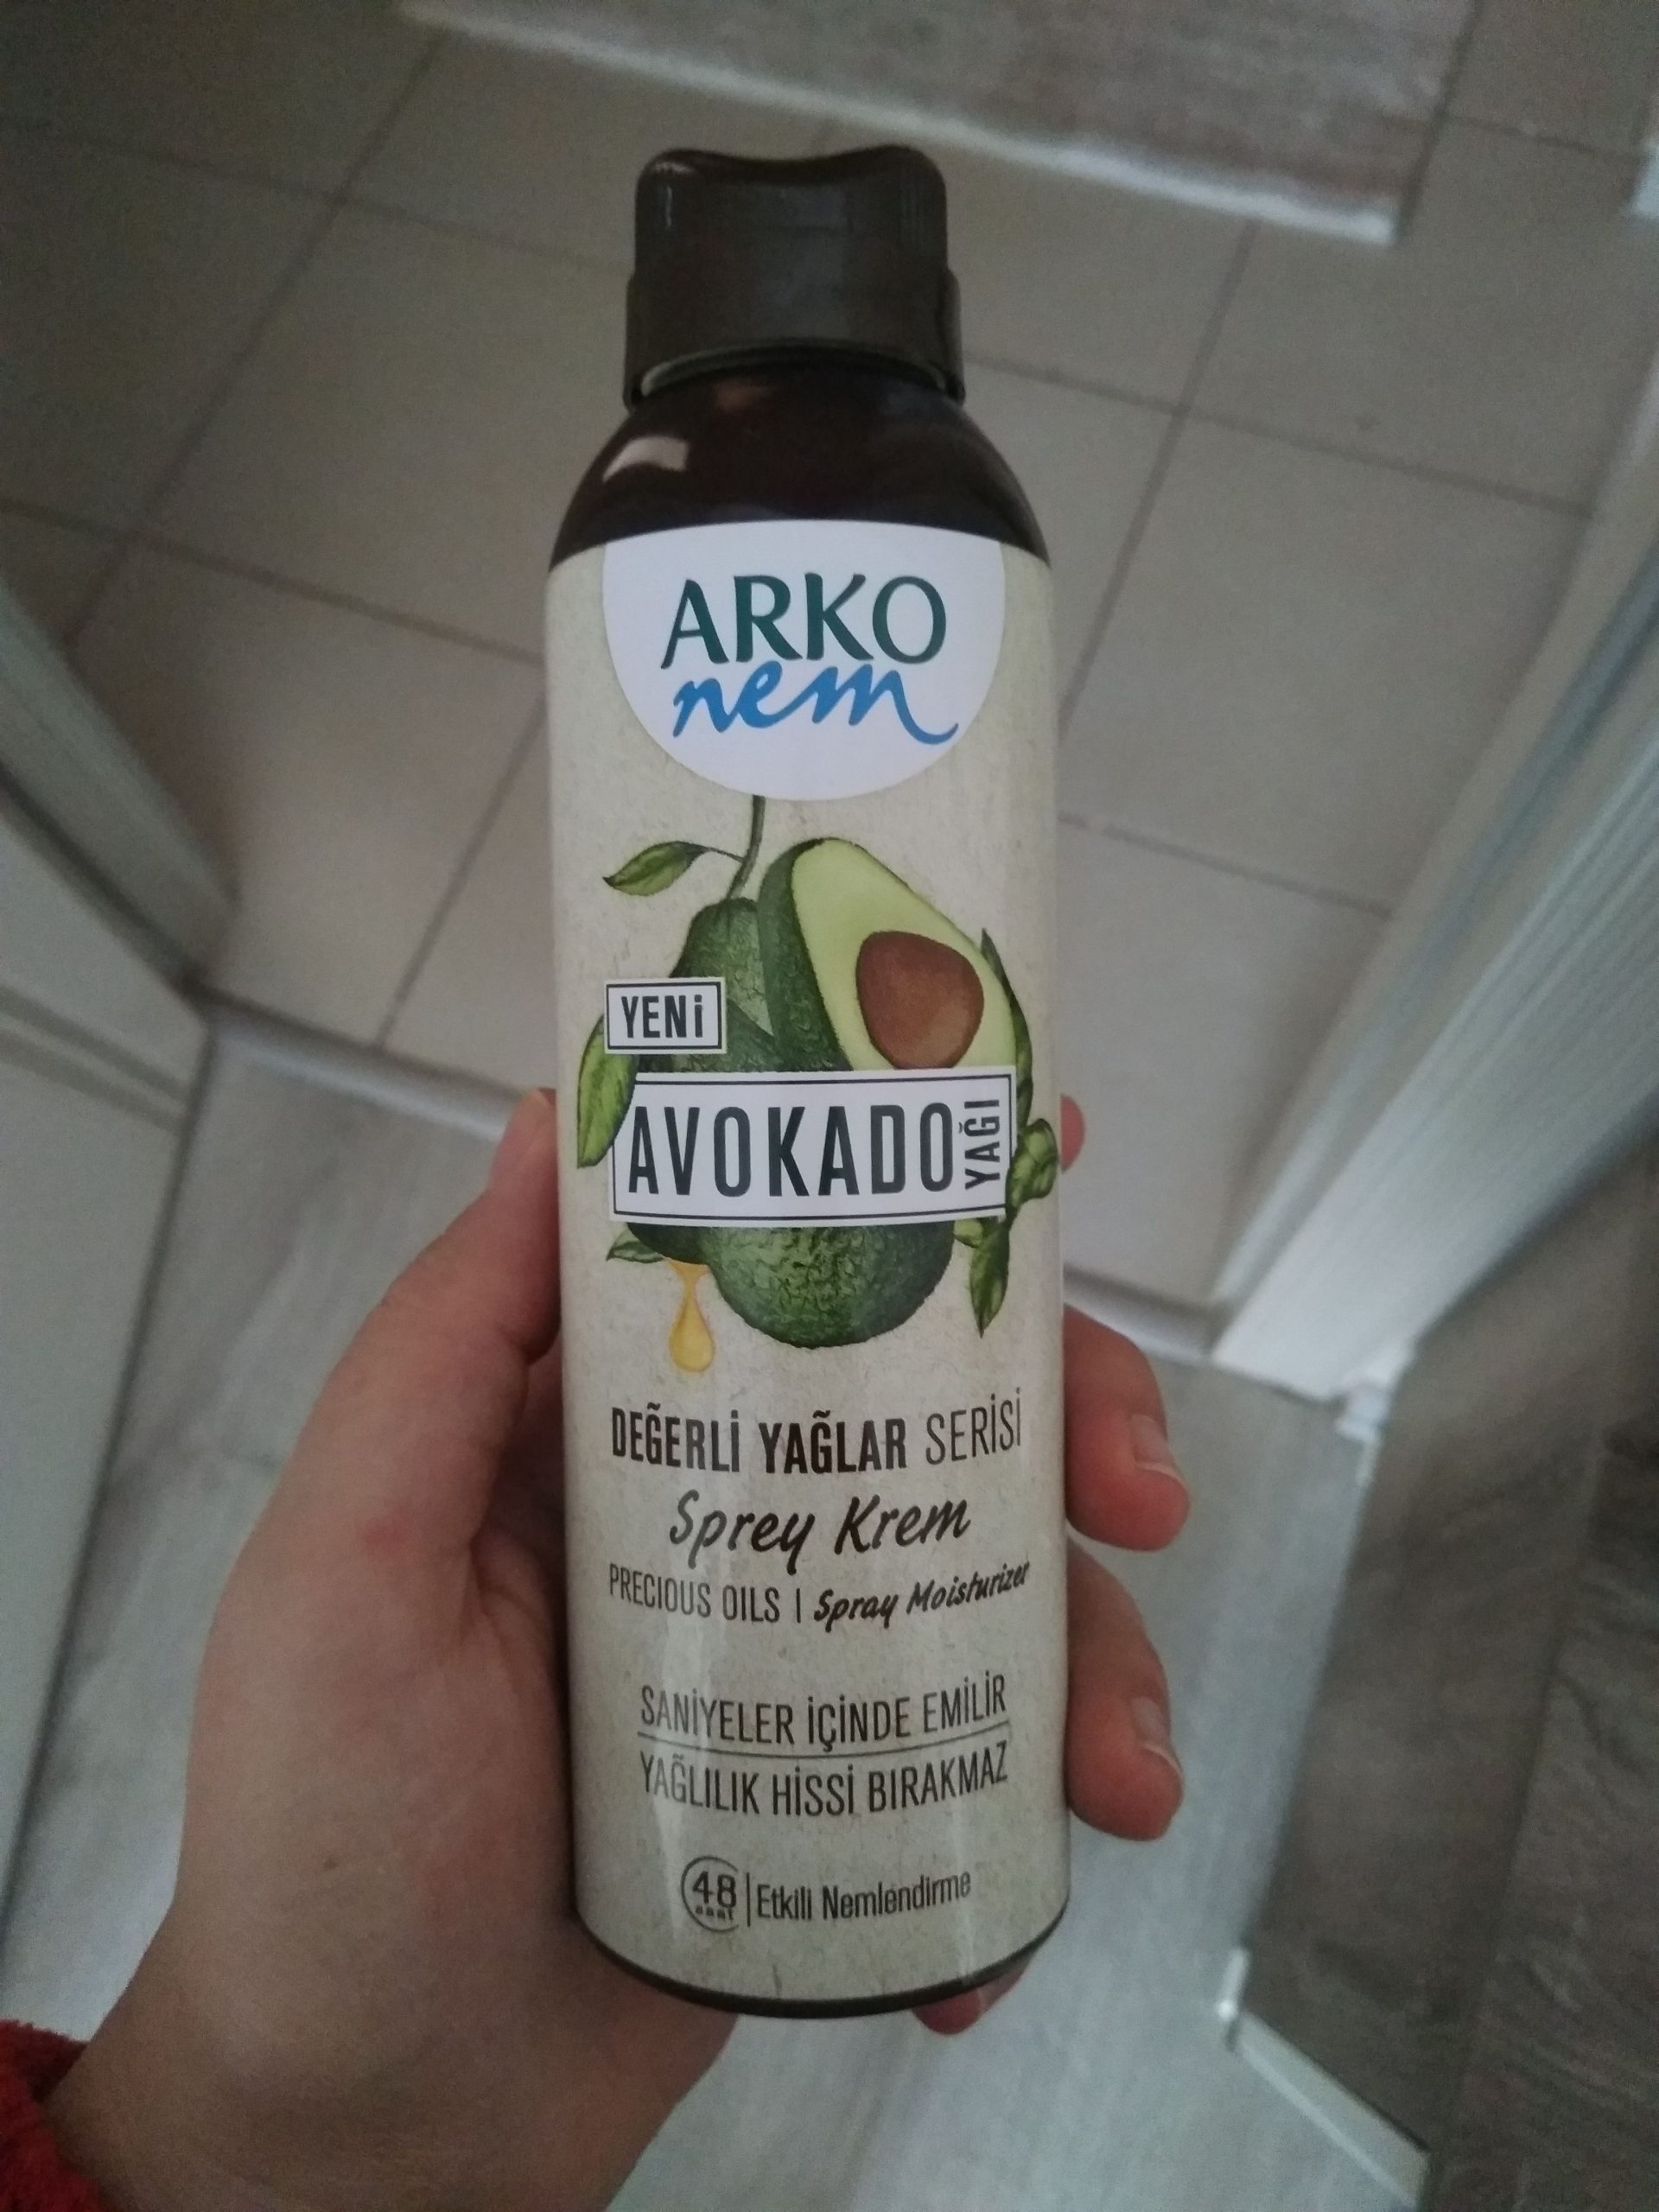 ARKO
nem
YENİ
AVOKADO YAĞI
DEĞERLİ YAĞLAR SERİSİ
Sprey Krem
PRECIOUS OILS | Spray Moisturizer
SANİYELER İÇİNDE EMİLİR
YAĞLILIK HİSSİ BIRAKMAZ
48 saat | Etkili Nemlendirme